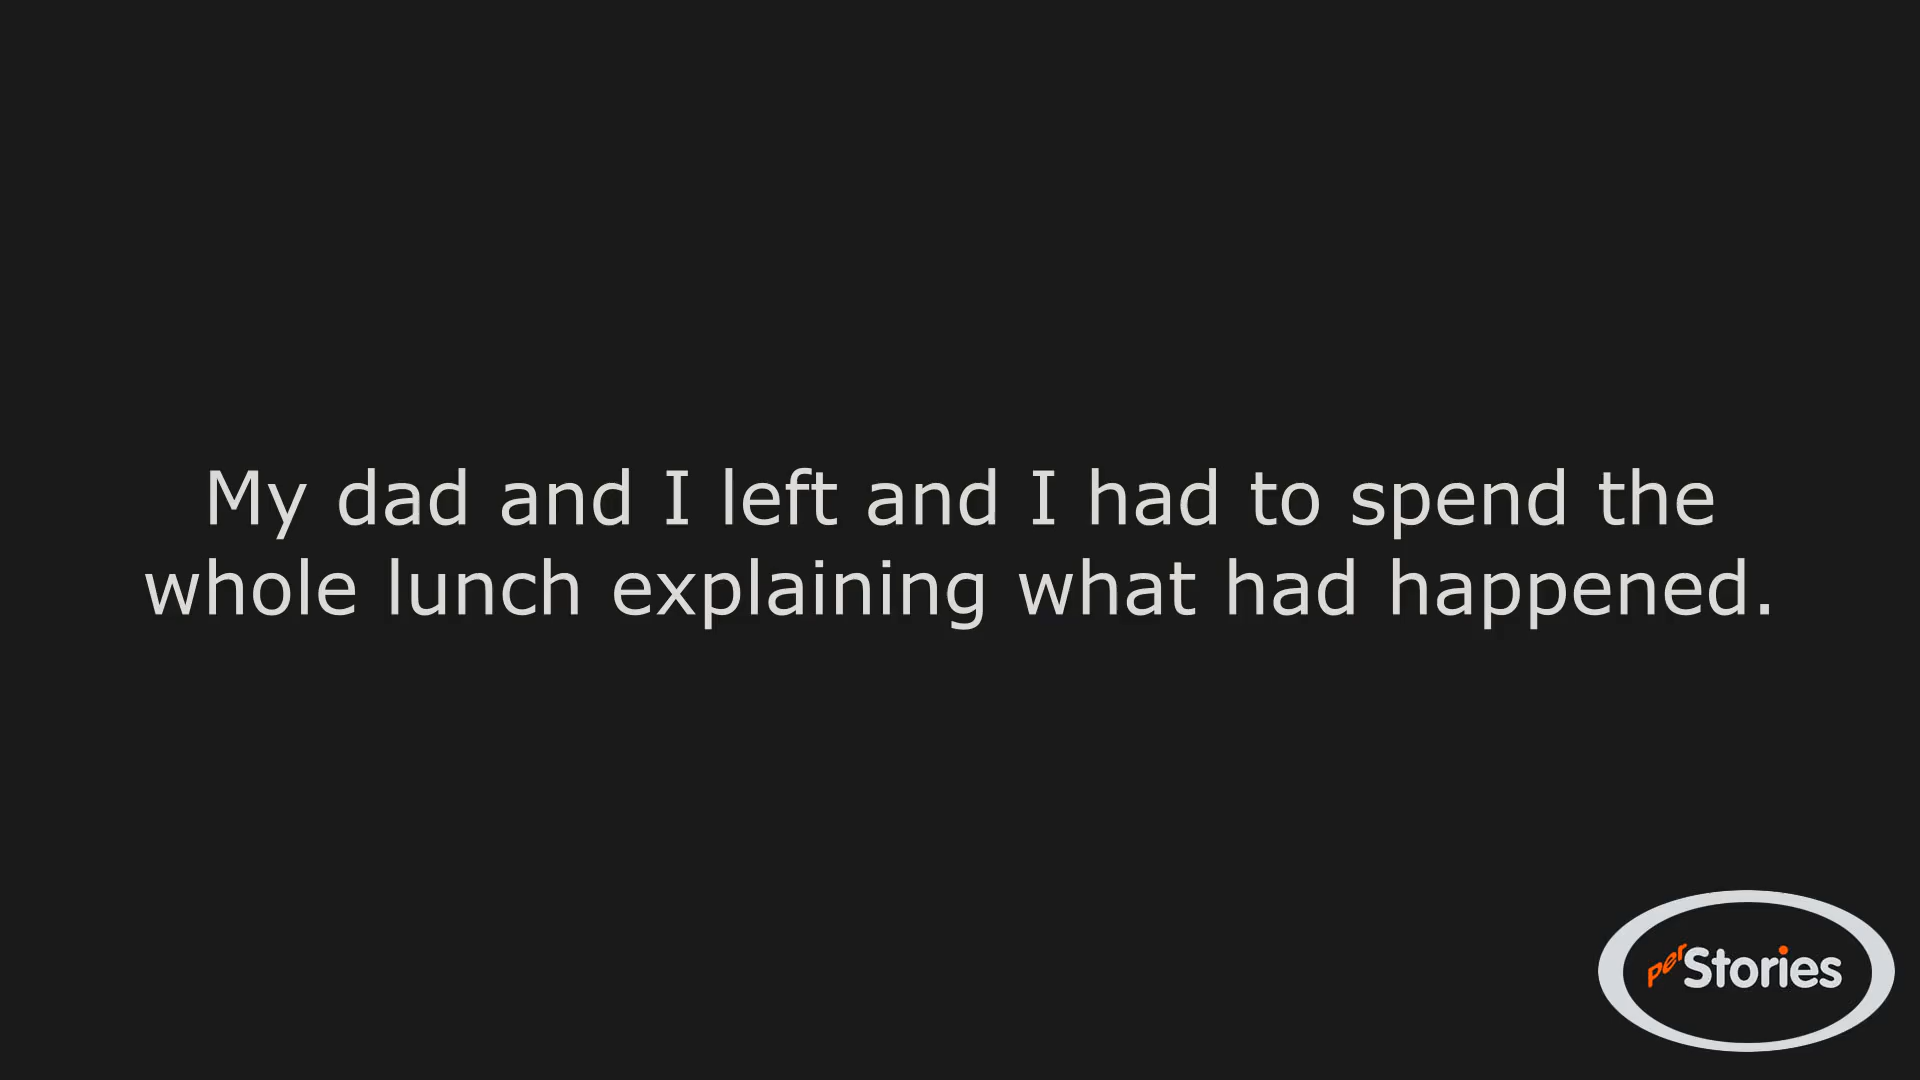 My dad and I left and I had to spend the
whole lunch explaining what had happened.
perStories